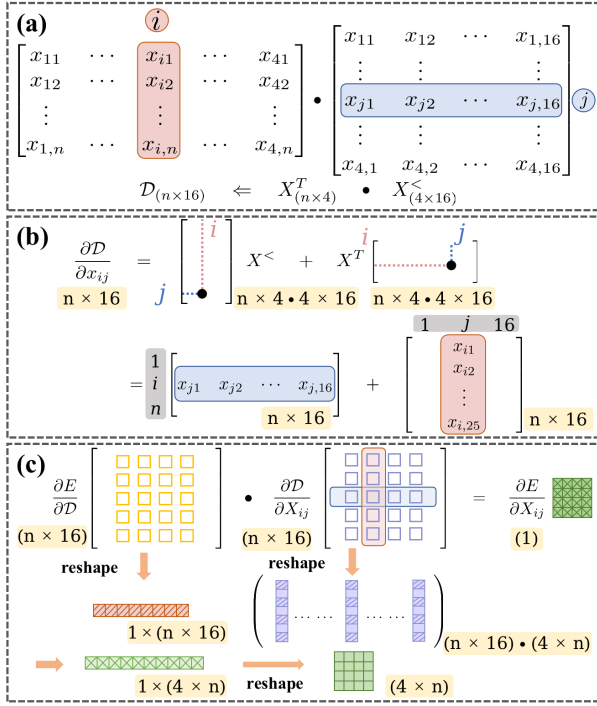 (a)
i
x11 ··· xi1 ··· x41
x12 ··· xi2 ··· x42
⋮ ⋮ ⋮
x1,n ··· xi,n ··· x4,n
•
x11 x12 ··· x1,16
⋮ ⋮ ⋮
xj1 xj2 ··· xj,16
⋮ ⋮ ⋮
x4,1 x4,2 ··· x4,16
j
D(n×16) ⇐ X^T(n×4) • X^<(4×16)
(b)
∂D/∂xij = [i j] X^< + X^T [i j]
n × 16 n × 4 • 4 × 16 n × 4 • 4 × 16
1 j 16
= 1 i n [xj1 xj2 ··· xj,16] +
xi1
xi2
⋮
xi,25
n × 16 n × 16
(c)
∂E/∂D • ∂D/∂Xij = ∂E/∂Xij
(n × 16) (n × 16) (1)
reshape reshape
(······ ······)
1 × (n × 16) (n × 16) • (4 × n)
1 × (4 × n) reshape (4 × n)